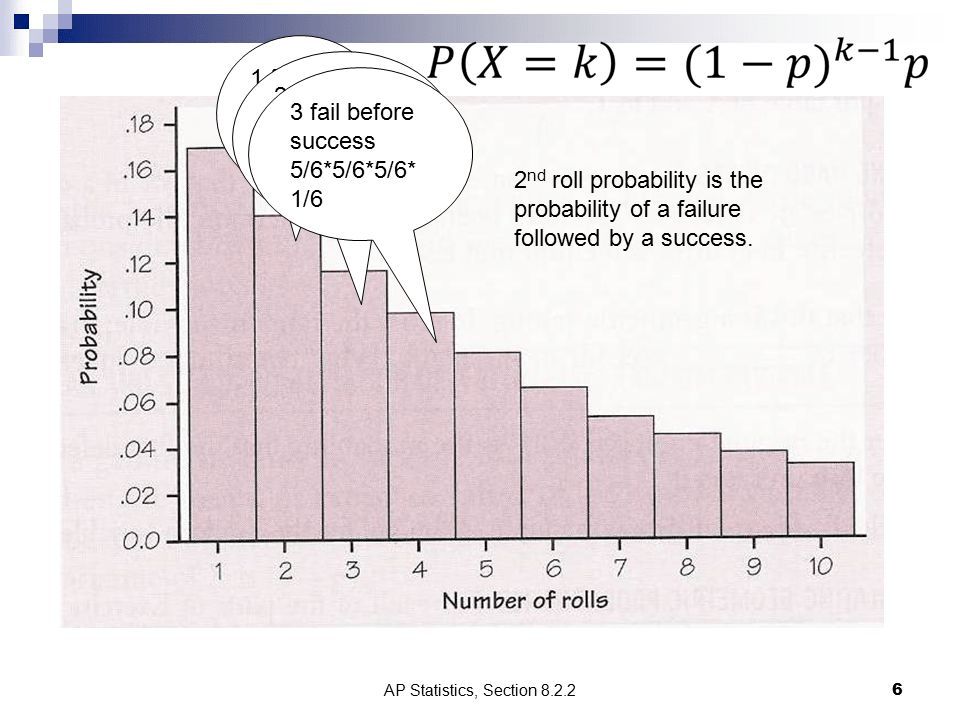 P(X = k) = (1 − p)^{k−1}p
1
2
3 fail before
success
5/6*5/6*5/6*
1/6
2nd roll probability is the
probability of a failure
followed by a success.
Probability
.18
.16
.14
.12
.10
.08
.06
.04
.02
0.0
1 2 3 4 5 6 7 8 9 10
Number of rolls
AP Statistics, Section 8.2.2
6